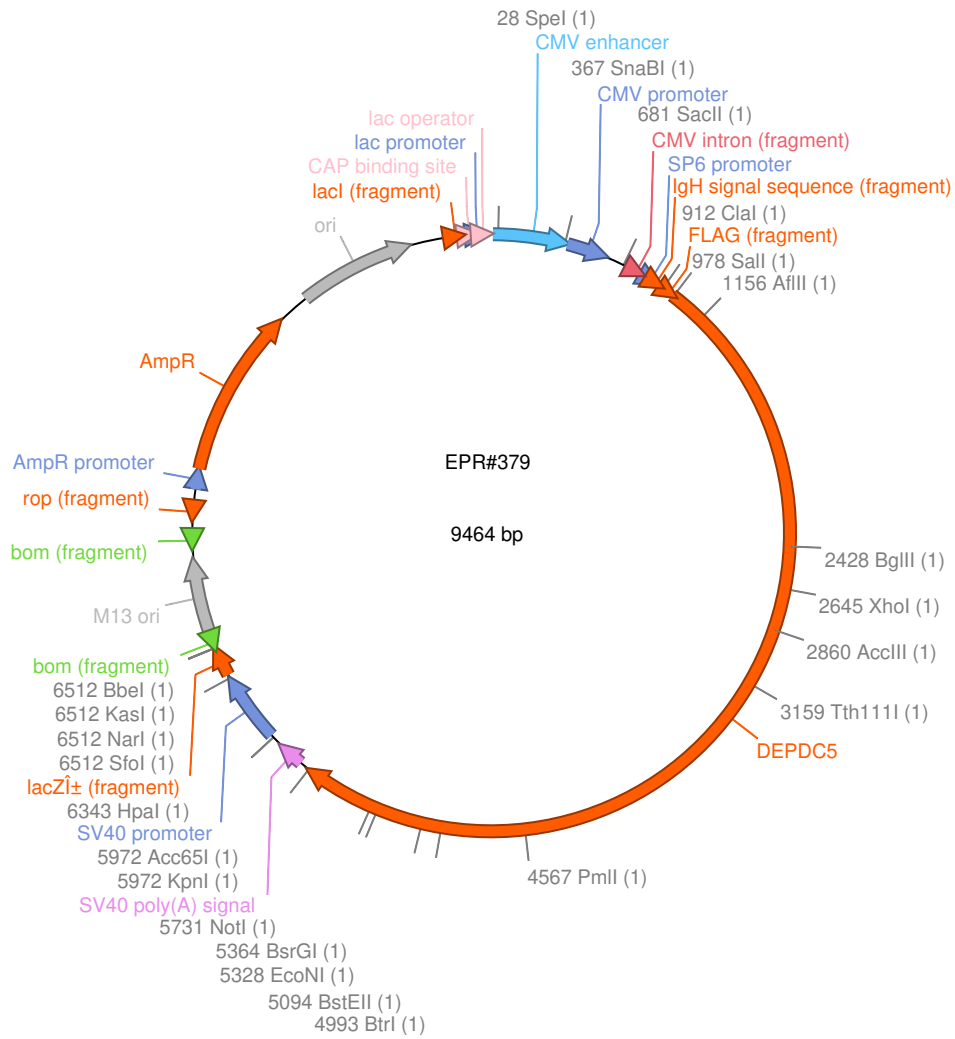 28 SpeI (1)
CMV enhancer
367 SnaBI (1)
CMV promoter
681 SacII (1)
lac operator
lac promoter
CMV intron (fragment)
CAP binding site
SP6 promoter
lacI (fragment)
IgH signal sequence (fragment)
912 ClaI (1)
ori
FLAG (fragment)
978 SalI (1)
1156 AflII (1)
AmpR
EPR#379
AmpR promoter
rop (fragment)
9464 bp
bom (fragment)
2428 BglII (1)
2645 XhoI (1)
M13 ori
2860 AccIII (1)
bom (fragment)
6512 BbeI (1)
3159 Tth111I (1)
6512 KasI (1)
6512 NarI (1)
DEPDC5
6512 SfoI (1)
lacZÎ± (fragment)
6343 HpaI (1)
SV40 promoter
5972 Acc65I (1)
5972 KpnI (1)
4567 PmlI (1)
SV40 poly(A) signal
5731 NotI (1)
5364 BsrGI (1)
5328 EcoNI (1)
5094 BstEII (1)
4993 BtrI (1)